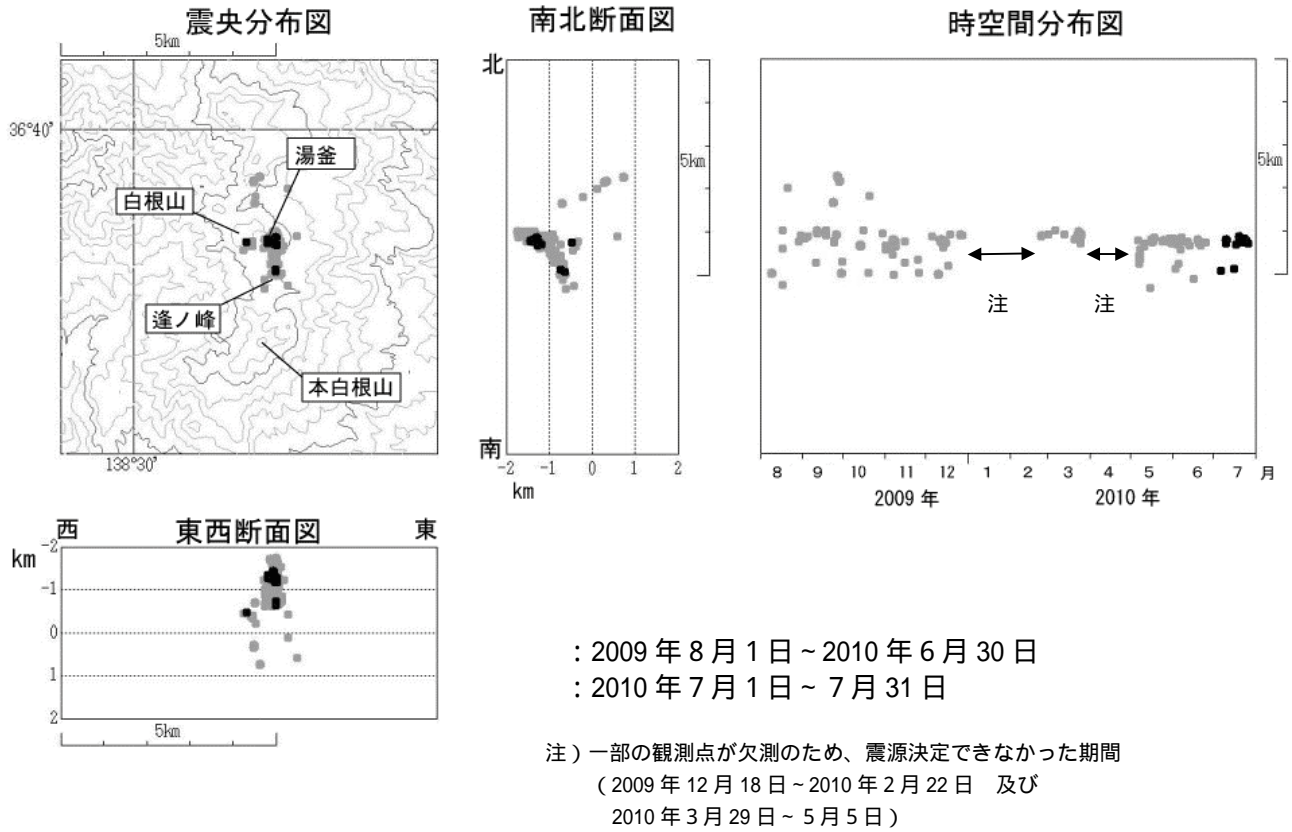 震央分布図
5km
36°40'
湯釜
白根山
逢ノ峰
本白根山
138°30'
南北断面図
北
5km
南
-2 -1 0 1 2
km
時空間分布図
5km
注 注
8 9 10 11 12 1 2 3 4 5 6 7 月
2009 年 2010 年
西 東西断面図 東
km
-2
-1
0
1
2
5km
：2009 年 8 月 1 日 ~ 2010 年 6 月 30 日
：2010 年 7 月 1 日 ~ 7 月 31 日
注 ) 一部の観測点が欠測のため、震源決定できなかった期間
( 2009 年 12 月 18 日 ~ 2010 年 2 月 22 日 及び
2010 年 3 月 29 日 ~ 5 月 5 日 )